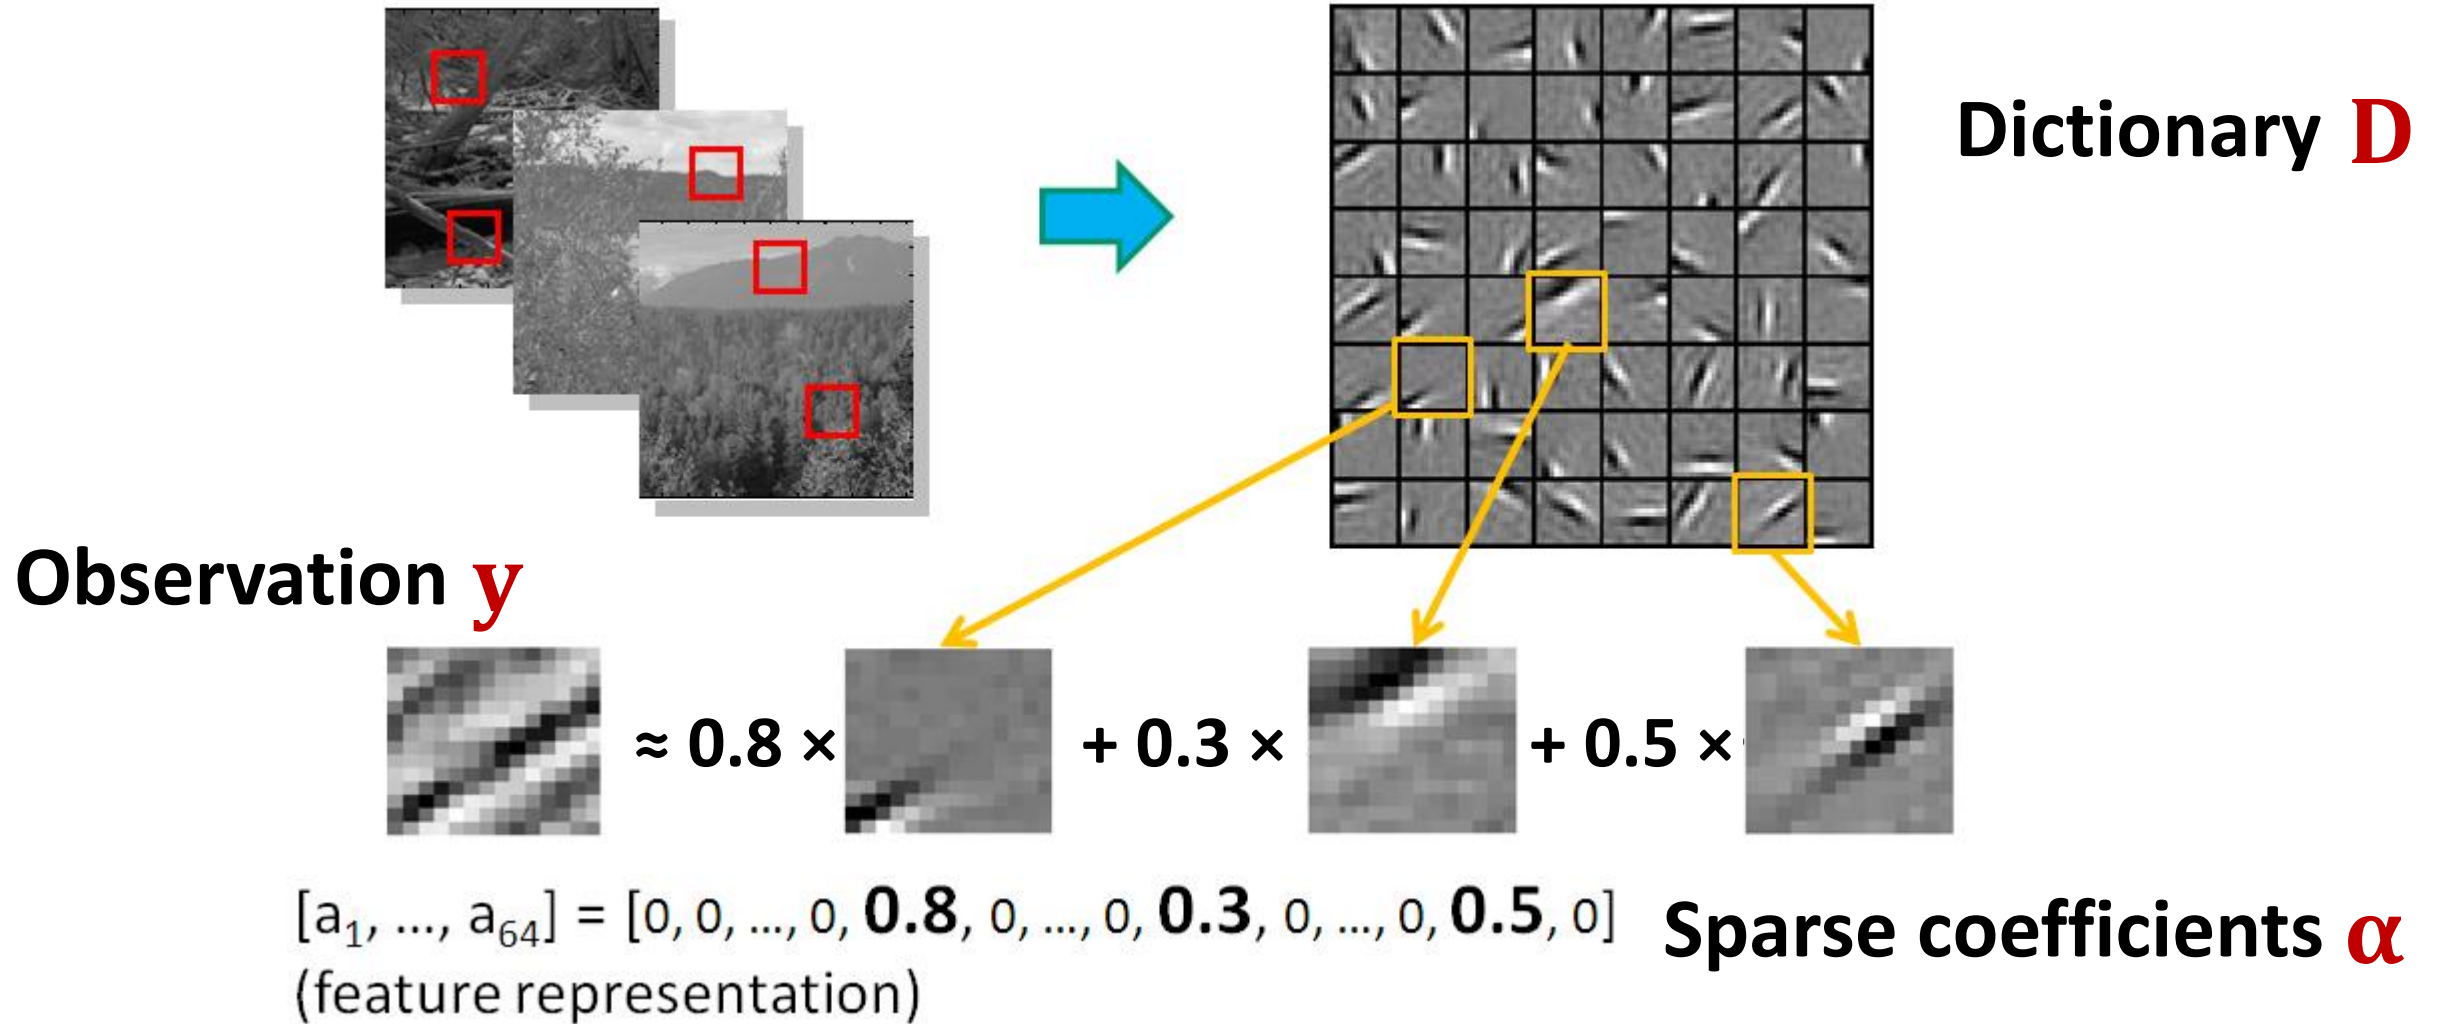 Dictionary D
Observation y
≈ 0.8 × + 0.3 × + 0.5 ×
[a1, ..., a64] = [0, 0, ..., 0, 0.8, 0, ..., 0, 0.3, 0, ..., 0, 0.5, 0]
(feature representation)
Sparse coefficients α